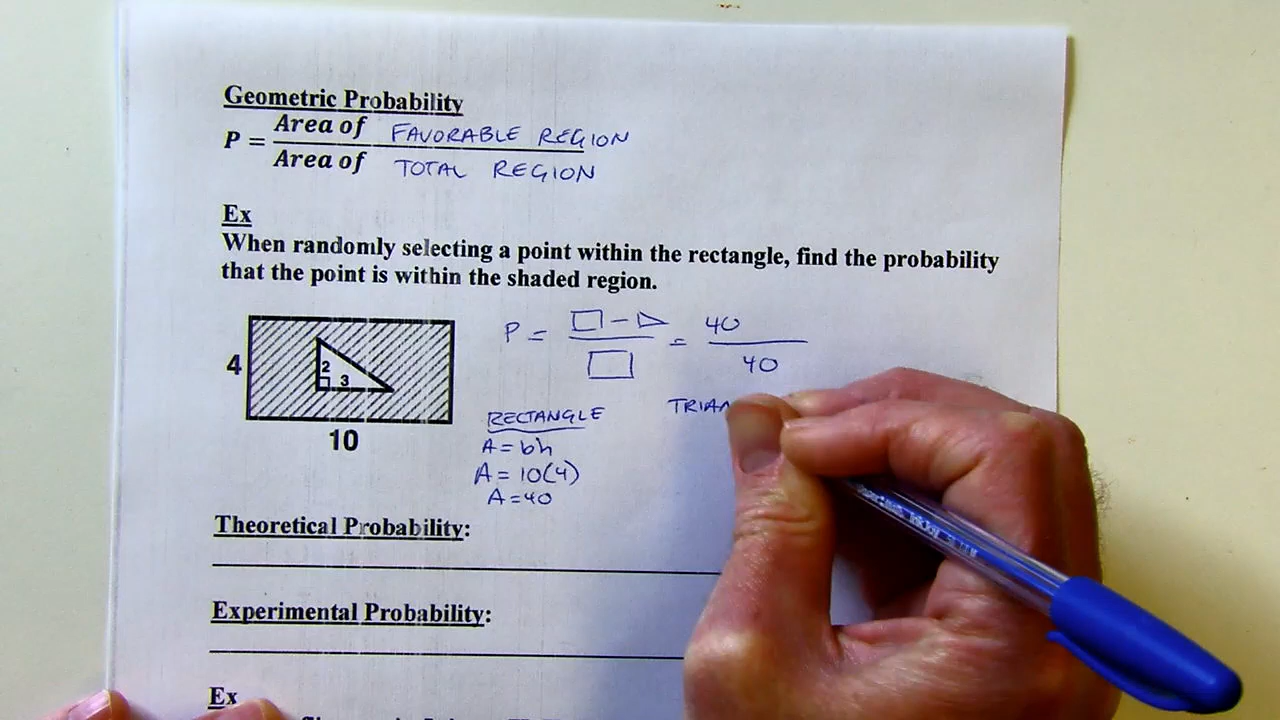 Geometric Probability
P = Area of FAVORABLE REGION
Area of TOTAL REGION
Ex
When randomly selecting a point within the rectangle, find the probability
that the point is within the shaded region.
P = □ - ▷ / □ = 40 / 40
4
2
3
10
RECTANGLE
A = bh
A = 10(4)
A = 40
TRIAN
Theoretical Probability:
Experimental Probability:
Ex